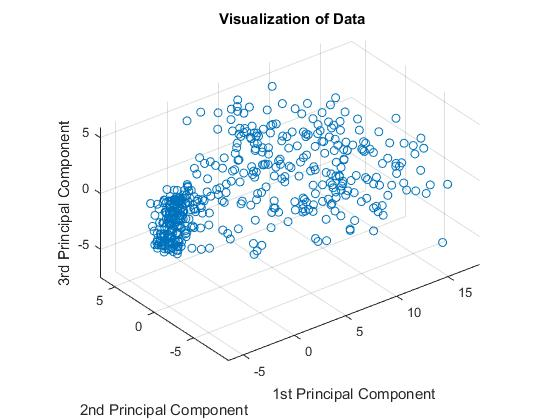 Visualization of Data
5
0
-5
3rd Principal Component
5
0
-5
2nd Principal Component
-5
0
5
10
15
1st Principal Component